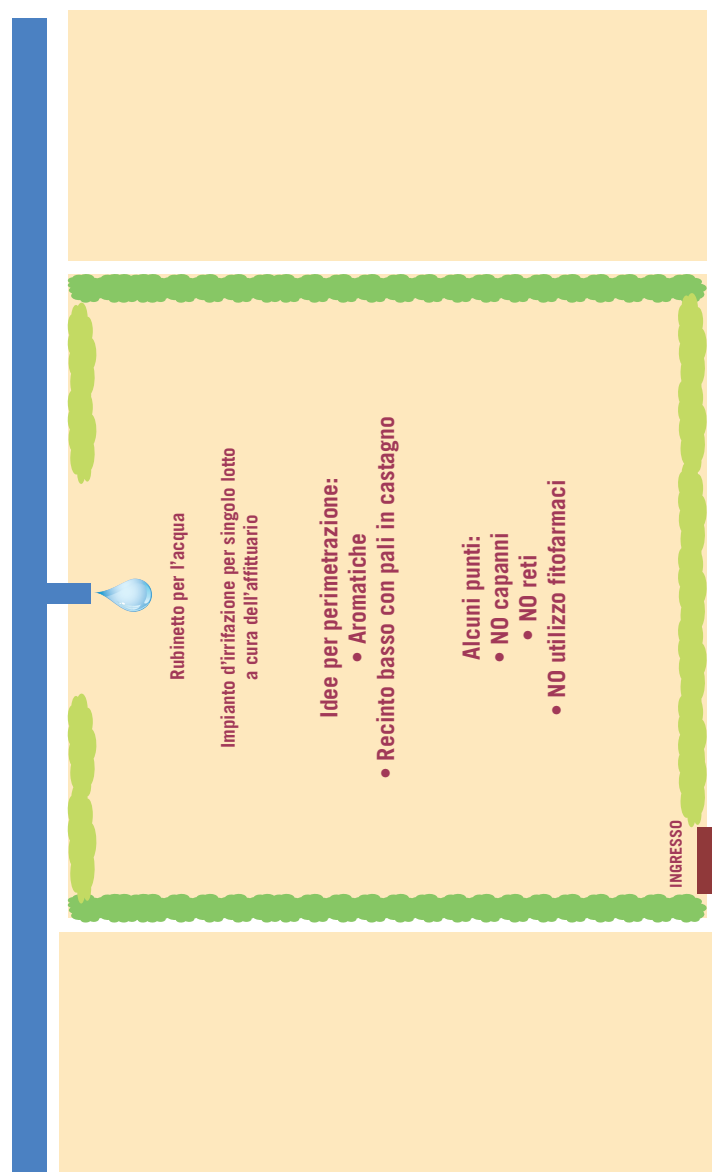 Rubinetto per l'acqua
Impianto d'irrifazione per singolo lotto
a cura dell'affittuario
Idee per perimetrazione:
• Aromatiche
• Recinto basso con pali in castagno
Alcuni punti:
• NO capanni
• NO reti
• NO utilizzo fitofarmaci
INGRESSO